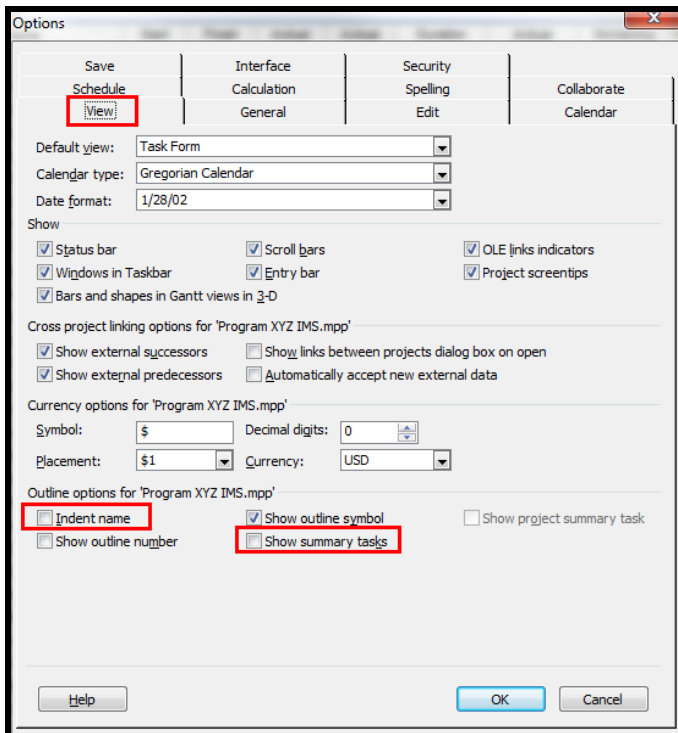 Options
Save Interface Security
Schedule Calculation Spelling Collaborate
View General Edit Calendar
Default view: Task Form
Calendar type: Gregorian Calendar
Date format: 1/28/02
Show
Status bar Scroll bars OLE links indicators
Windows in Taskbar Entry bar Project screentips
Bars and shapes in Gantt views in 3-D
Cross project linking options for 'Program XYZ IMS.mpp'
Show external successors Show links between projects dialog box on open
Show external predecessors Automatically accept new external data
Currency options for 'Program XYZ IMS.mpp'
Symbol: $ Decimal digits: 0
Placement: $1 Currency: USD
Outline options for 'Program XYZ IMS.mpp'
Indent name Show outline symbol Show project summary task
Show outline number Show summary tasks
Help OK Cancel